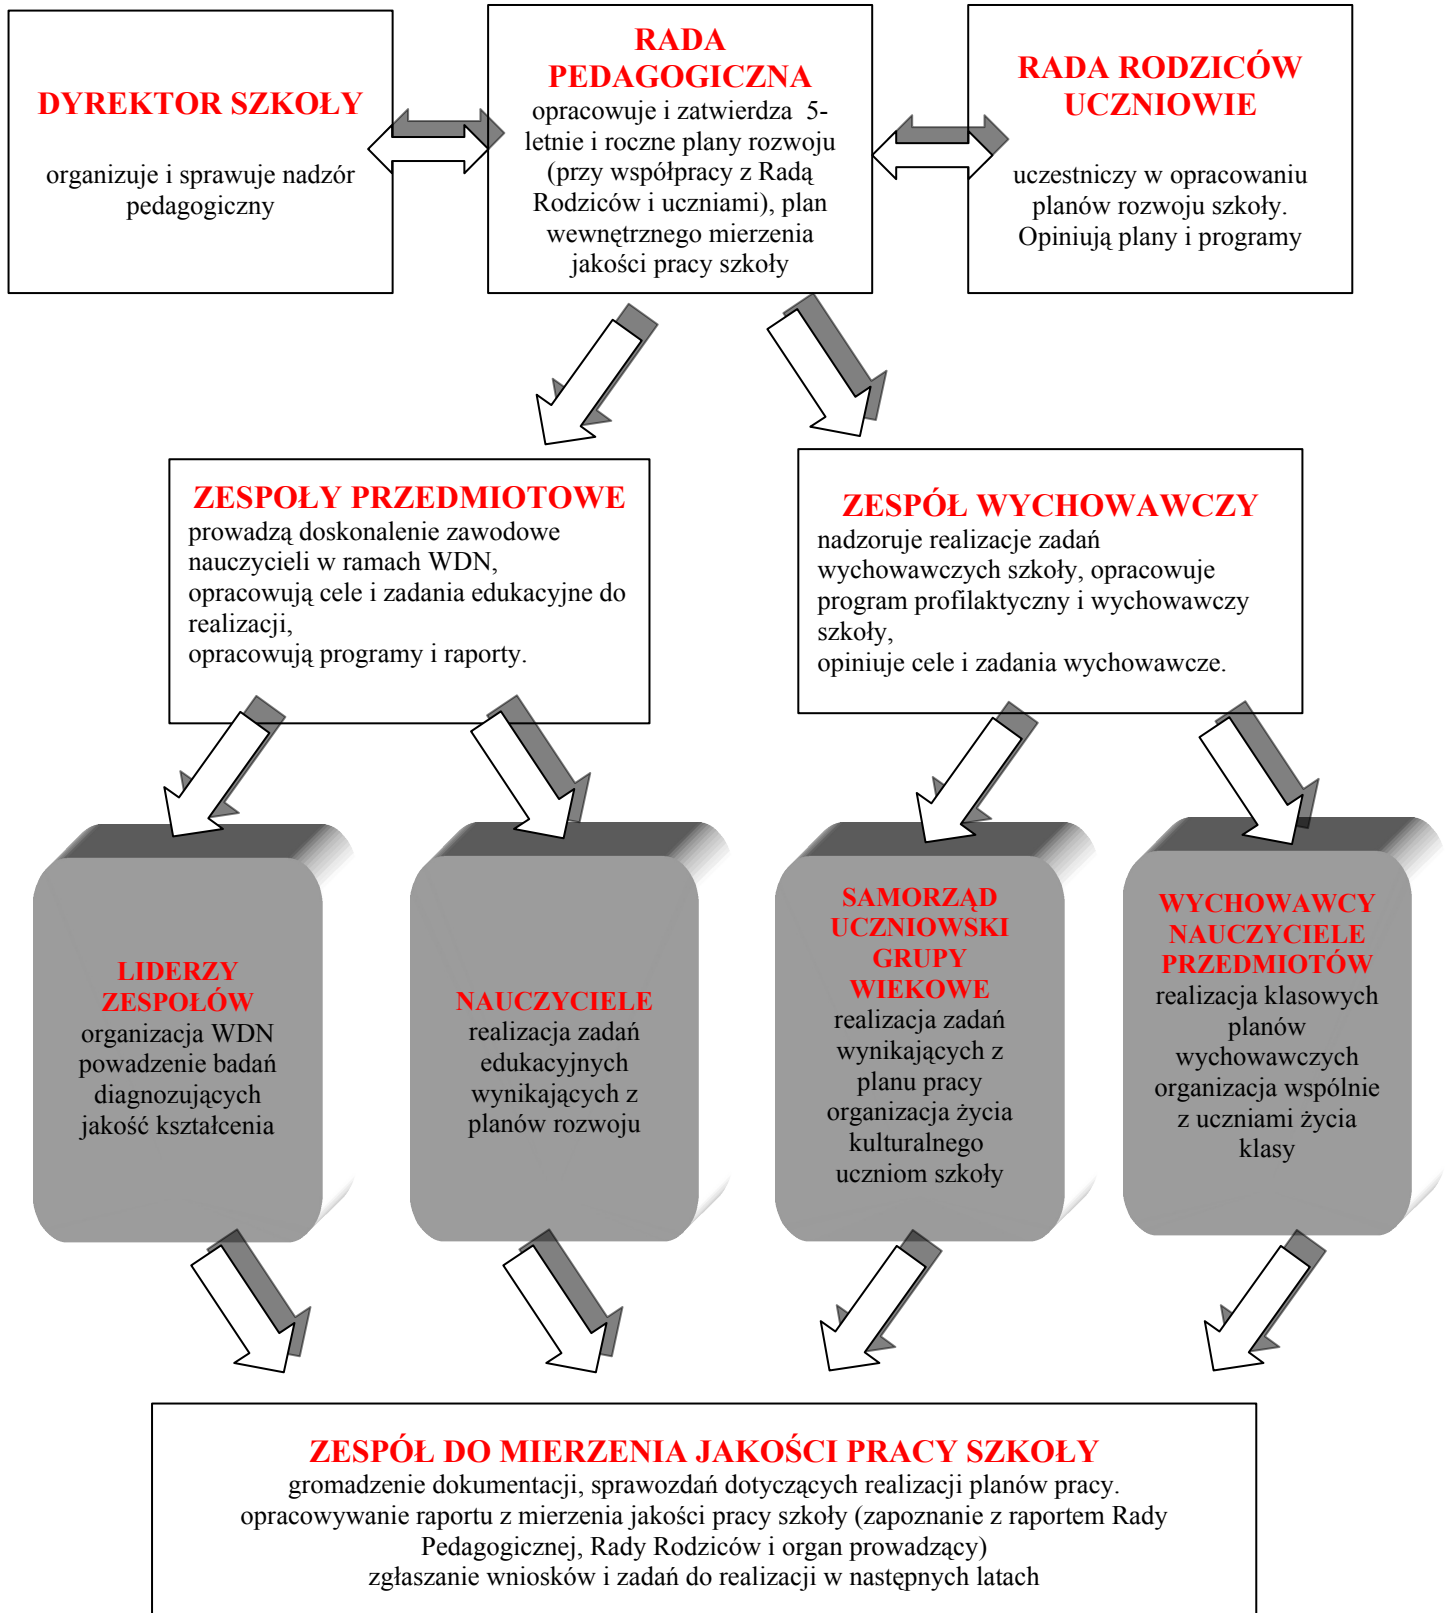 DYREKTOR SZKOŁY
organizuje i sprawuje nadzór
pedagogiczny
RADA
PEDAGOGICZNA
opracowuje i zatwierdza  5-
letnie i roczne plany rozwoju
(przy współpracy z Radą
Rodziców i uczniami), plan
wewnętrznego mierzenia
jakości pracy szkoły
RADA RODZICÓW
UCZNIOWIE
uczestniczy w opracowaniu
planów rozwoju szkoły.
Opiniują plany i programy
ZESPOŁY PRZEDMIOTOWE
prowadzą doskonalenie zawodowe
nauczycieli w ramach WDN,
opracowują cele i zadania edukacyjne do
realizacji,
opracowują programy i raporty.
ZESPÓŁ WYCHOWAWCZY
nadzoruje realizacje zadań
wychowawczych szkoły, opracowuje
program profilaktyczny i wychowawczy
szkoły,
opiniuje cele i zadania wychowawcze.
LIDERZY
ZESPOŁÓW
organizacja WDN
powadzenie badań
diagnozujących
jakość kształcenia
NAUCZYCIELE
realizacja zadań
edukacyjnych
wynikających z
planów rozwoju
SAMORZĄD
UCZNIOWSKI
GRUPY
WIEKOWE
realizacja zadań
wynikających z
planu pracy
organizacja życia
kulturalnego
uczniom szkoły
WYCHOWAWCY
NAUCZYCIELE
PRZEDMIOTÓW
realizacja klasowych
planów
wychowawczych
organizacja wspólnie
z uczniami życia
klasy
ZESPÓŁ DO MIERZENIA JAKOŚCI PRACY SZKOŁY
gromadzenie dokumentacji, sprawozdań dotyczących realizacji planów pracy.
opracowywanie raportu z mierzenia jakości pracy szkoły (zapoznanie z raportem Rady
Pedagogicznej, Rady Rodziców i organ prowadzący)
zgłaszanie wniosków i zadań do realizacji w następnych latach